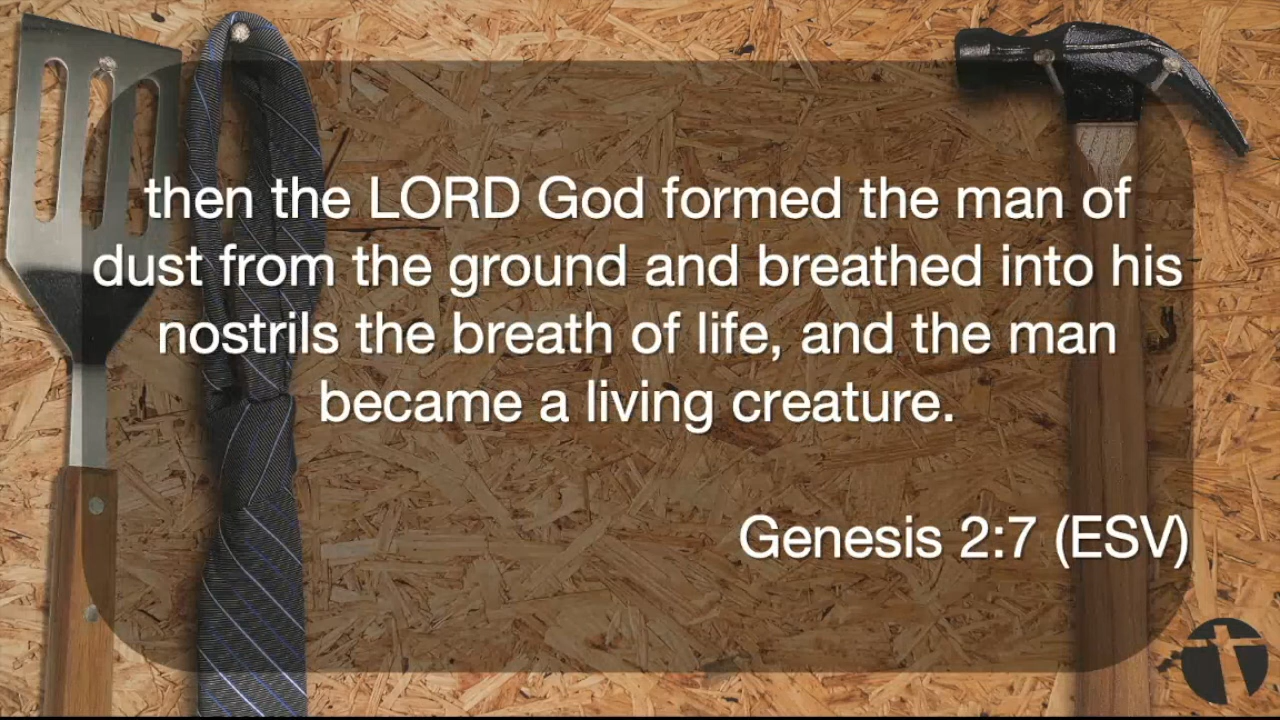 then the LORD God formed the man of
dust from the ground and breathed into his
nostrils the breath of life, and the man
became a living creature.
Genesis 2:7 (ESV)